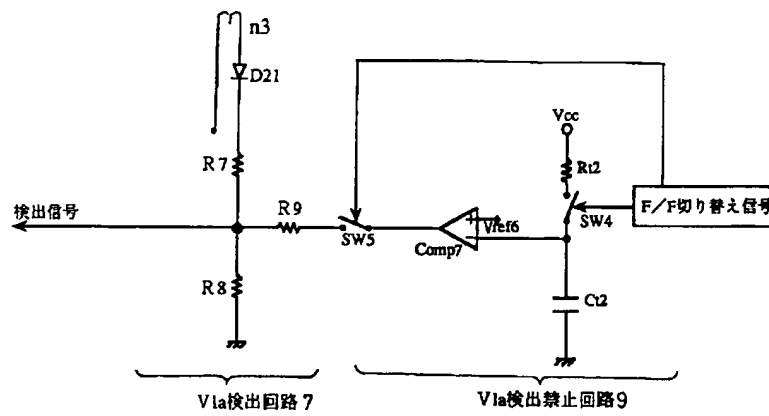 n3
D21
Vcc
R7
Rt2
検出信号
R9
SW5
Comp7
Vref6
SW4
F/F切り替え信号
R8
Ct2
V1a検出回路7
V1a検出禁止回路9